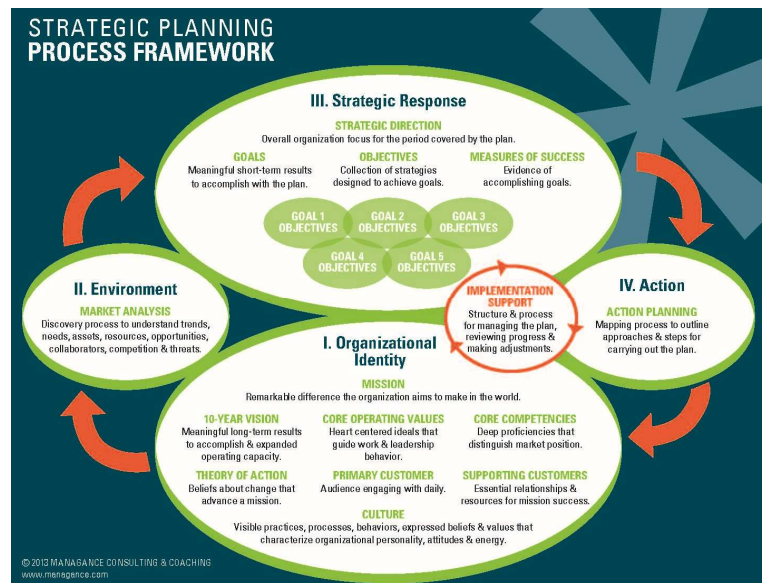 STRATEGIC PLANNING
PROCESS FRAMEWORK
III. Strategic Response
STRATEGIC DIRECTION
Overall organization focus for the period covered by the plan.
GOALS
Meaningful short-term results
to accomplish with the plan.
OBJECTIVES
Collection of strategies
designed to achieve goals.
MEASURES OF SUCCESS
Evidence of
accomplishing goals.
GOAL 1
OBJECTIVES
GOAL 2
OBJECTIVES
GOAL 3
OBJECTIVES
GOAL 4
OBJECTIVES
GOAL 5
OBJECTIVES
II. Environment
MARKET ANALYSIS
Discovery process to understand trends,
needs, assets, resources, opportunities,
collaborators, competition & threats.
IMPLEMENTATION
SUPPORT
Structure & process
for managing the plan,
reviewing progress &
making adjustments.
IV. Action
ACTION PLANNING
Mapping process to outline
approaches & steps for
carrying out the plan.
I. Organizational
Identity
MISSION
Remarkable difference the organization aims to make in the world.
10-YEAR VISION
Meaningful long-term results
to accomplish & expanded
operating capacity.
CORE OPERATING VALUES
Heart centered ideals that
guide work & leadership
behavior.
CORE COMPETENCIES
Deep proficiencies that
distinguish market position.
THEORY OF ACTION
Beliefs about change that
advance a mission.
PRIMARY CUSTOMER
Audience engaging with daily.
SUPPORTING CUSTOMERS
Essential relationships &
resources for mission success.
CULTURE
Visible practices, processes, behaviors, expressed beliefs & values that
characterize organizational personality, attitudes & energy.
© 2013 MANAGANCE CONSULTING & COACHING
www.managance.com